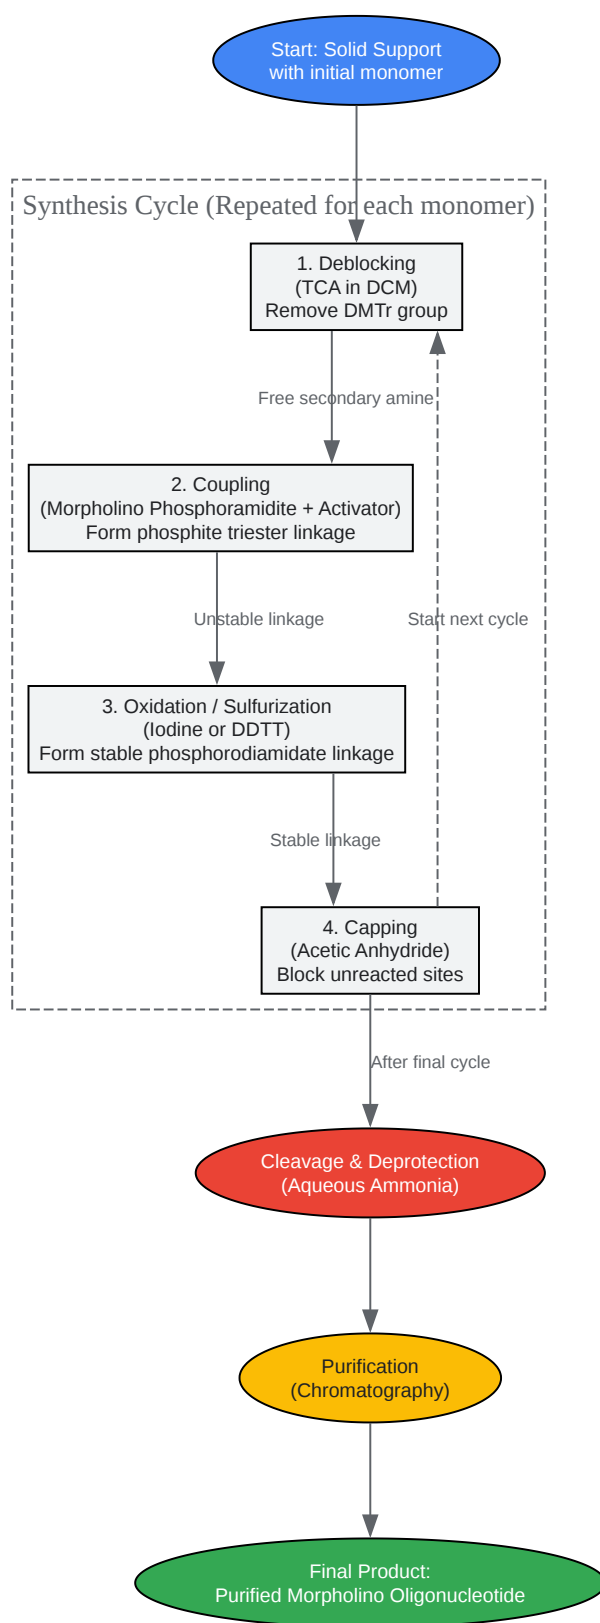 Start: Solid Support
with initial monomer
Synthesis Cycle (Repeated for each monomer)
1. Deblocking
(TCA in DCM)
Remove DMTr group
Free secondary amine
2. Coupling
(Morpholino Phosphoramidite + Activator)
Form phosphite triester linkage
Unstable linkage
Start next cycle
3. Oxidation / Sulfurization
(Iodine or DDTT)
Form stable phosphorodiamidate linkage
Stable linkage
4. Capping
(Acetic Anhydride)
Block unreacted sites
After final cycle
Cleavage & Deprotection
(Aqueous Ammonia)
Purification
(Chromatography)
Final Product:
Purified Morpholino Oligonucleotide